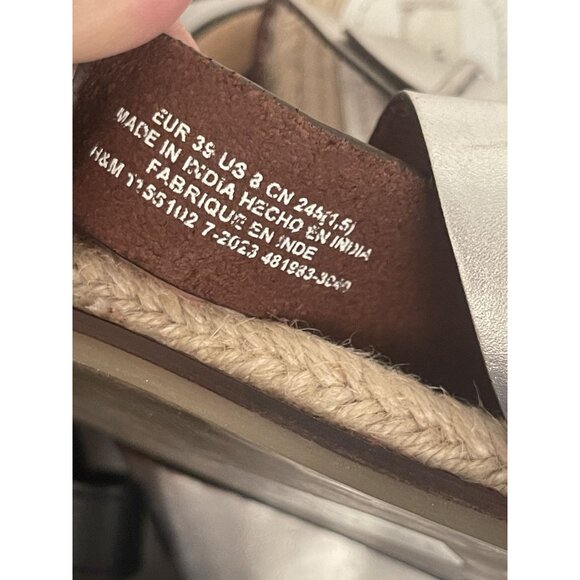 EUR 39 US 8 CN 245(1,5)
MADE IN INDIA HECHO EN INDIA
FABRIQUE EN INDE
H&M 1155102 7-2023 481983-3040